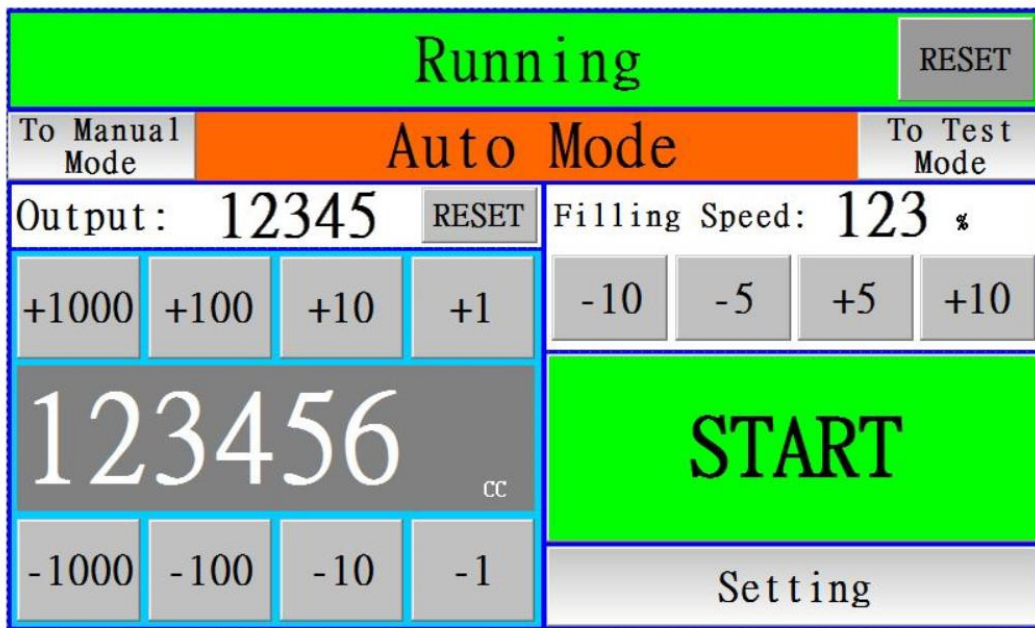 Running RESET
To Manual
Mode
Auto Mode
To Test
Mode
Output: 12345 RESET
Filling Speed: 123 %
+1000 +100 +10 +1
-10 -5 +5 +10
123456 CC
START
-1000 -100 -10 -1
Setting